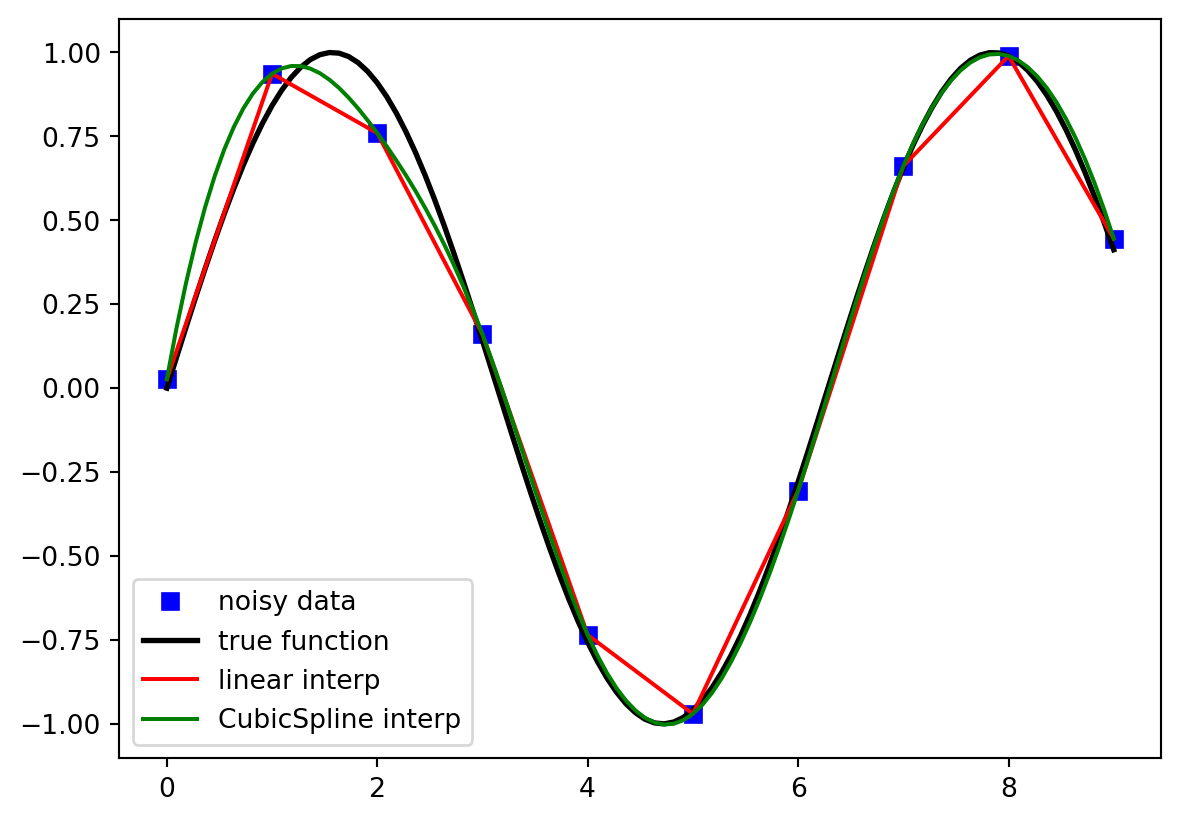 1.00
0.75
0.50
0.25
0.00
−0.25
−0.50
−0.75
−1.00
noisy data
true function
linear interp
CubicSpline interp
0 2 4 6 8